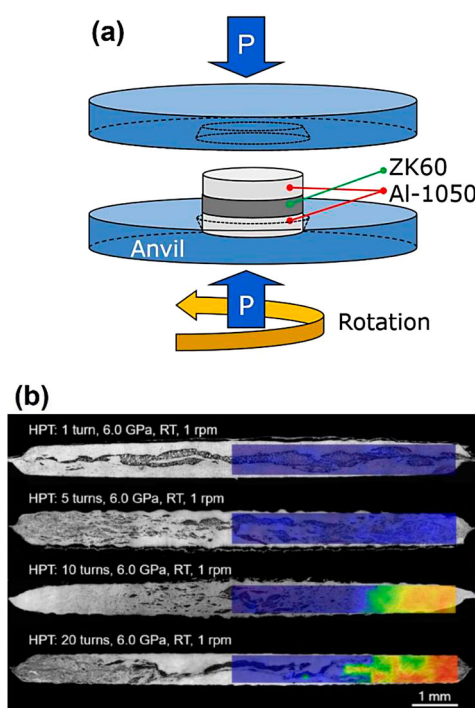 (a)
P
ZK60
Al-1050
Anvil
P
Rotation
(b)
HPT: 1 turn, 6.0 GPa, RT, 1 rpm
HPT: 5 turns, 6.0 GPa, RT, 1 rpm
HPT: 10 turns, 6.0 GPa, RT, 1 rpm
HPT: 20 turns, 6.0 GPa, RT, 1 rpm
1 mm